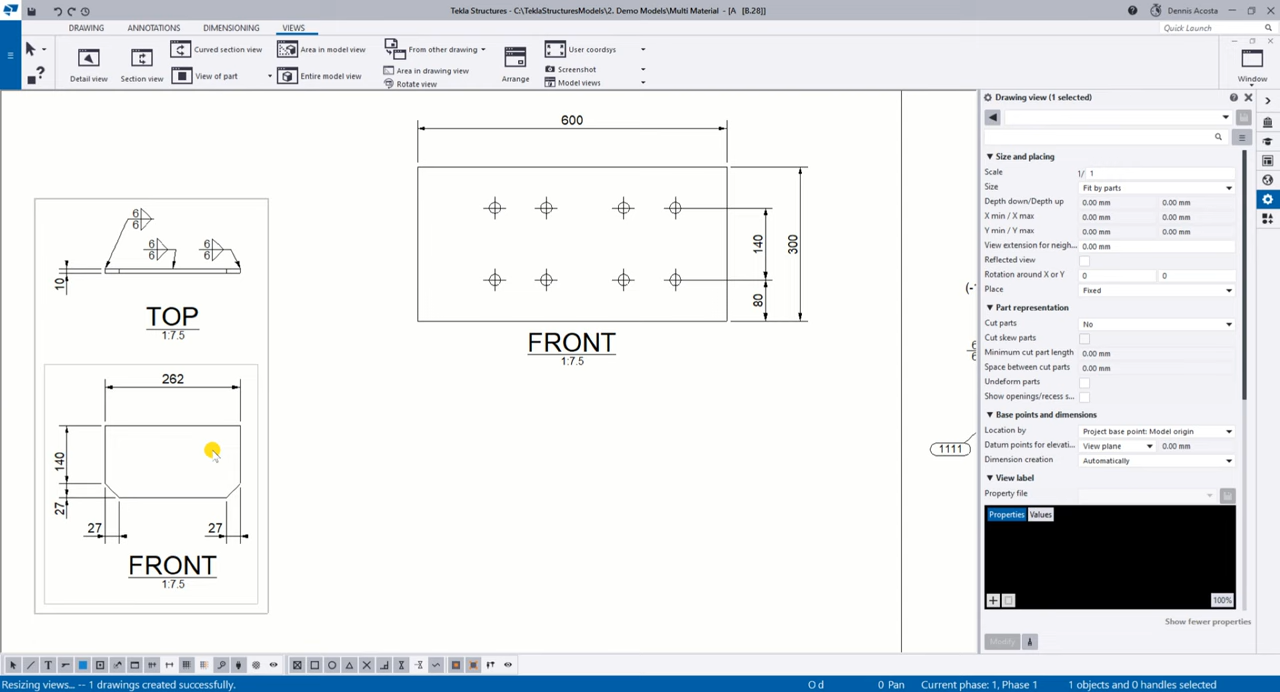 Tekla Structures - C:\TeklaStructuresModels\2. Demo Models\Multi Material - [A    [B.28]]
Dennis Acosta
DRAWING ANNOTATIONS DIMENSIONING VIEWS
Quick Launch
Detail view
Section view
Curved section view
View of part
Area in model view
Entire model view
From other drawing
Area in drawing view
Rotate view
Arrange
User coordsys
Screenshot
Model views
Window
Drawing view (1 selected)
Size and placing
Scale 1/ 1
Size Fit by parts
Depth down/Depth up 0.00 mm 0.00 mm
X min / X max 0.00 mm 0.00 mm
Y min / Y max 0.00 mm 0.00 mm
View extension for neigh... 0.00 mm
Reflected view
Rotation around X or Y 0 0
Place Fixed
Part representation
Cut parts No
Cut skew parts
Minimum cut part length 0.00 mm
Space between cut parts 0.00 mm
Undeform parts
Show openings/recess s...
Base points and dimensions
Location by Project base point: Model origin
Datum points for elevati... View plane 0.00 mm
Dimension creation Automatically
View label
Property file
Properties Values
100%
Show fewer properties
Modify
600
140
300
80
FRONT
1:7.5
6
6
6
6
6
6
10
TOP
1:7.5
262
140
27
27
27
FRONT
1:7.5
(-
6
6
1111
Resizing views... -- 1 drawings created successfully.
O d
0 Pan
Current phase: 1, Phase 1
1 objects and 0 handles selected